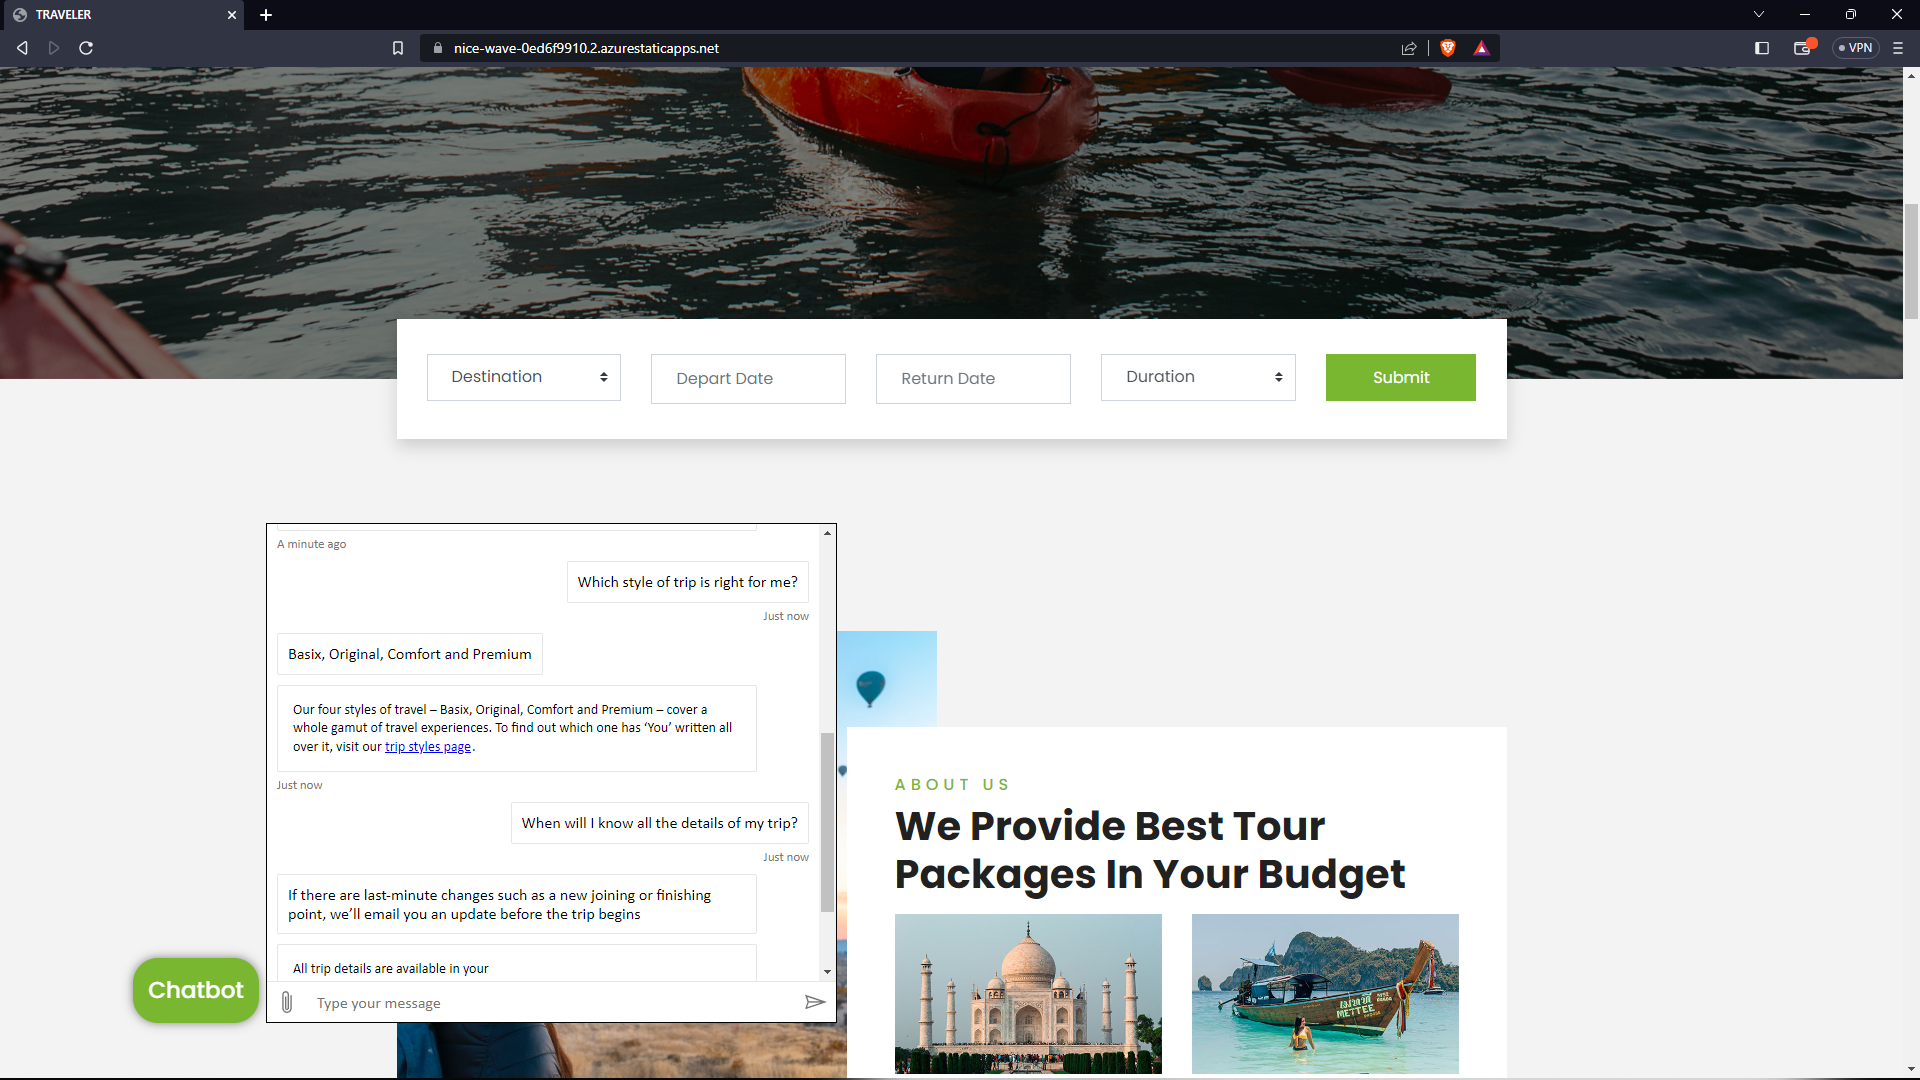 TRAVELER
nice-wave-0ed6f9910.2.azurestaticapps.net
VPN
Destination
Depart Date
Return Date
Duration
Submit
A minute ago
Which style of trip is right for me?
Just now
Basix, Original, Comfort and Premium
Our four styles of travel – Basix, Original, Comfort and Premium – cover a
whole gamut of travel experiences. To find out which one has ‘You’ written all
over it, visit our trip styles page.
Just now
When will I know all the details of my trip?
Just now
If there are last-minute changes such as a new joining or finishing
point, we’ll email you an update before the trip begins
All trip details are available in your
Type your message
Chatbot
ABOUT US
We Provide Best Tour
Packages In Your Budget
METTEE